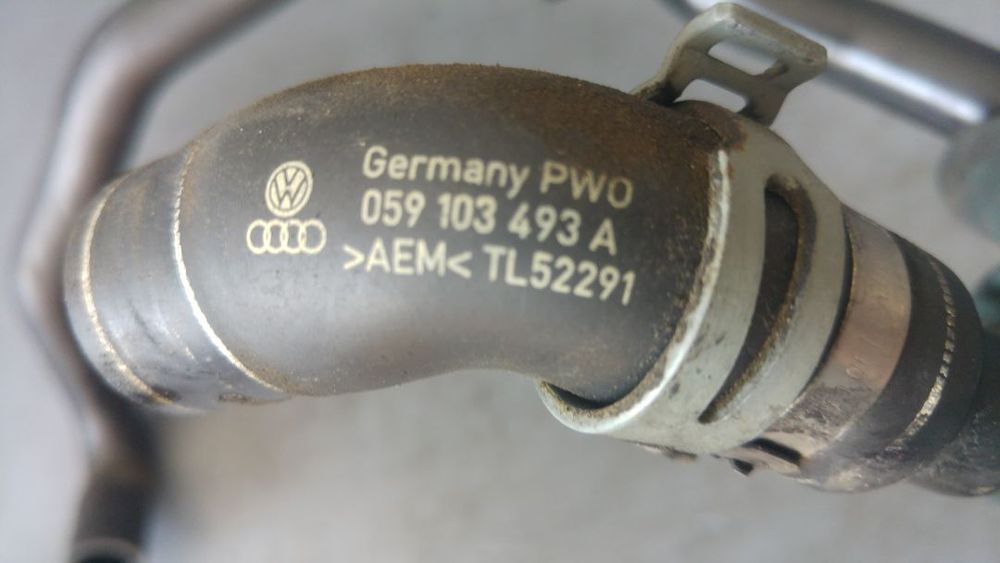 Germany PWO
059 103 493 A
>AEM< TL52291